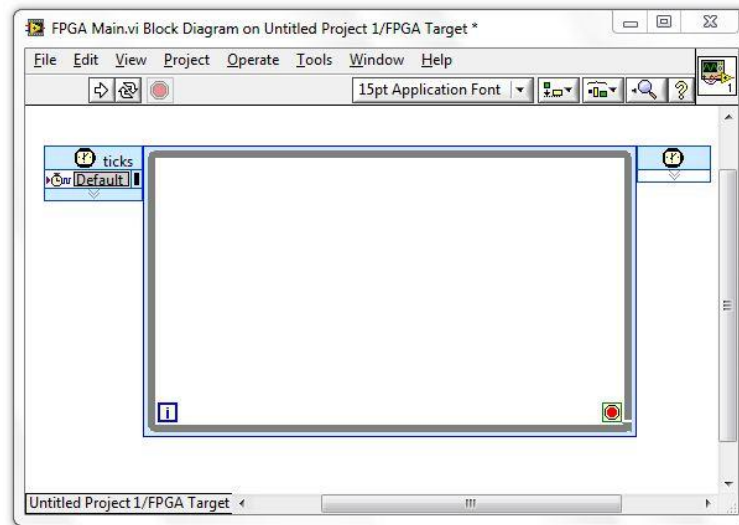 FPGA Main.vi Block Diagram on Untitled Project 1/FPGA Target *
File Edit View Project Operate Tools Window Help
15pt Application Font
?
1
ticks
Default
i
Untitled Project 1/FPGA Target